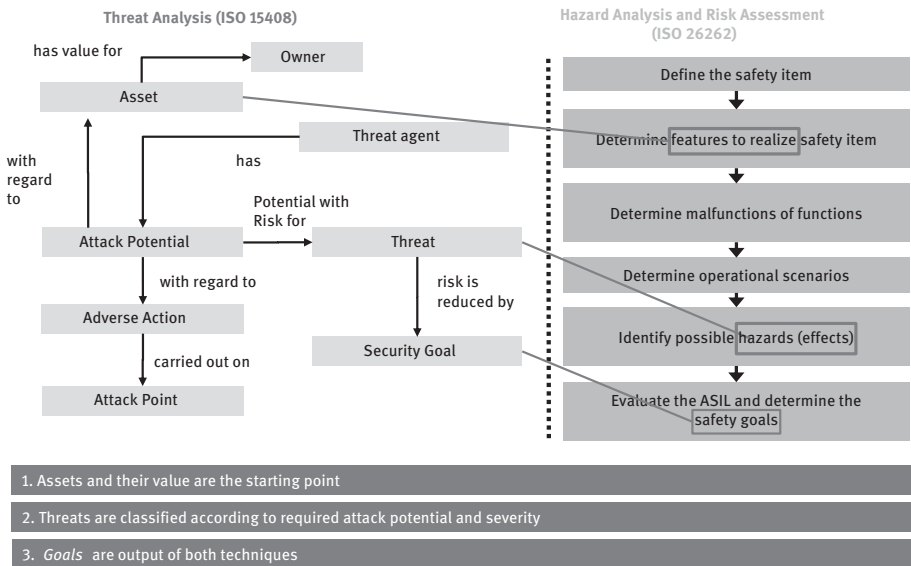 Threat Analysis (ISO 15408)
has value for
Owner
Asset
Threat agent
with
regard
to
has
Potential with
Risk for
Attack Potential
Threat
with regard to
risk is
reduced by
Adverse Action
Security Goal
carried out on
Attack Point
Hazard Analysis and Risk Assessment
(ISO 26262)
Define the safety item
Determine features to realize safety item
Determine malfunctions of functions
Determine operational scenarios
Identify possible hazards (effects)
Evaluate the ASIL and determine the
safety goals
1. Assets and their value are the starting point
2. Threats are classified according to required attack potential and severity
3. Goals are output of both techniques